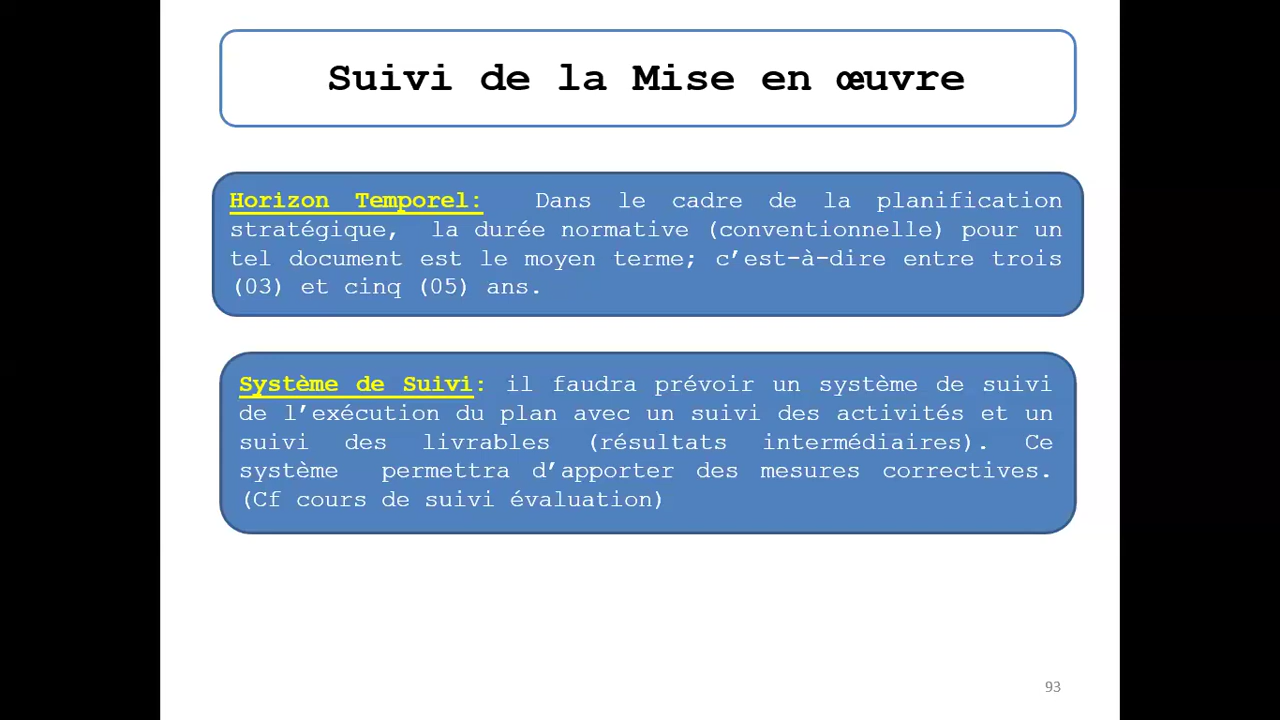 Suivi de la Mise en œuvre
Horizon Temporel: Dans le cadre de la planification
stratégique, la durée normative (conventionnelle) pour un
tel document est le moyen terme; c’est-à-dire entre trois
(03) et cinq (05) ans.
Système de Suivi: il faudra prévoir un système de suivi
de l’exécution du plan avec un suivi des activités et un
suivi des livrables (résultats intermédiaires). Ce
système permettra d’apporter des mesures correctives.
(Cf cours de suivi évaluation)
93